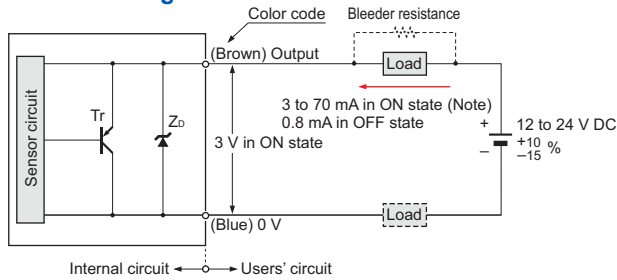 Color code
Bleeder resistance
(Brown) Output
Load
Sensor circuit
Tr
ZD
3 V in ON state
3 to 70 mA in ON state (Note)
0.8 mA in OFF state
+
−
12 to 24 V DC
+10
−15 %
Load
(Blue) 0 V
Internal circuit
Users' circuit